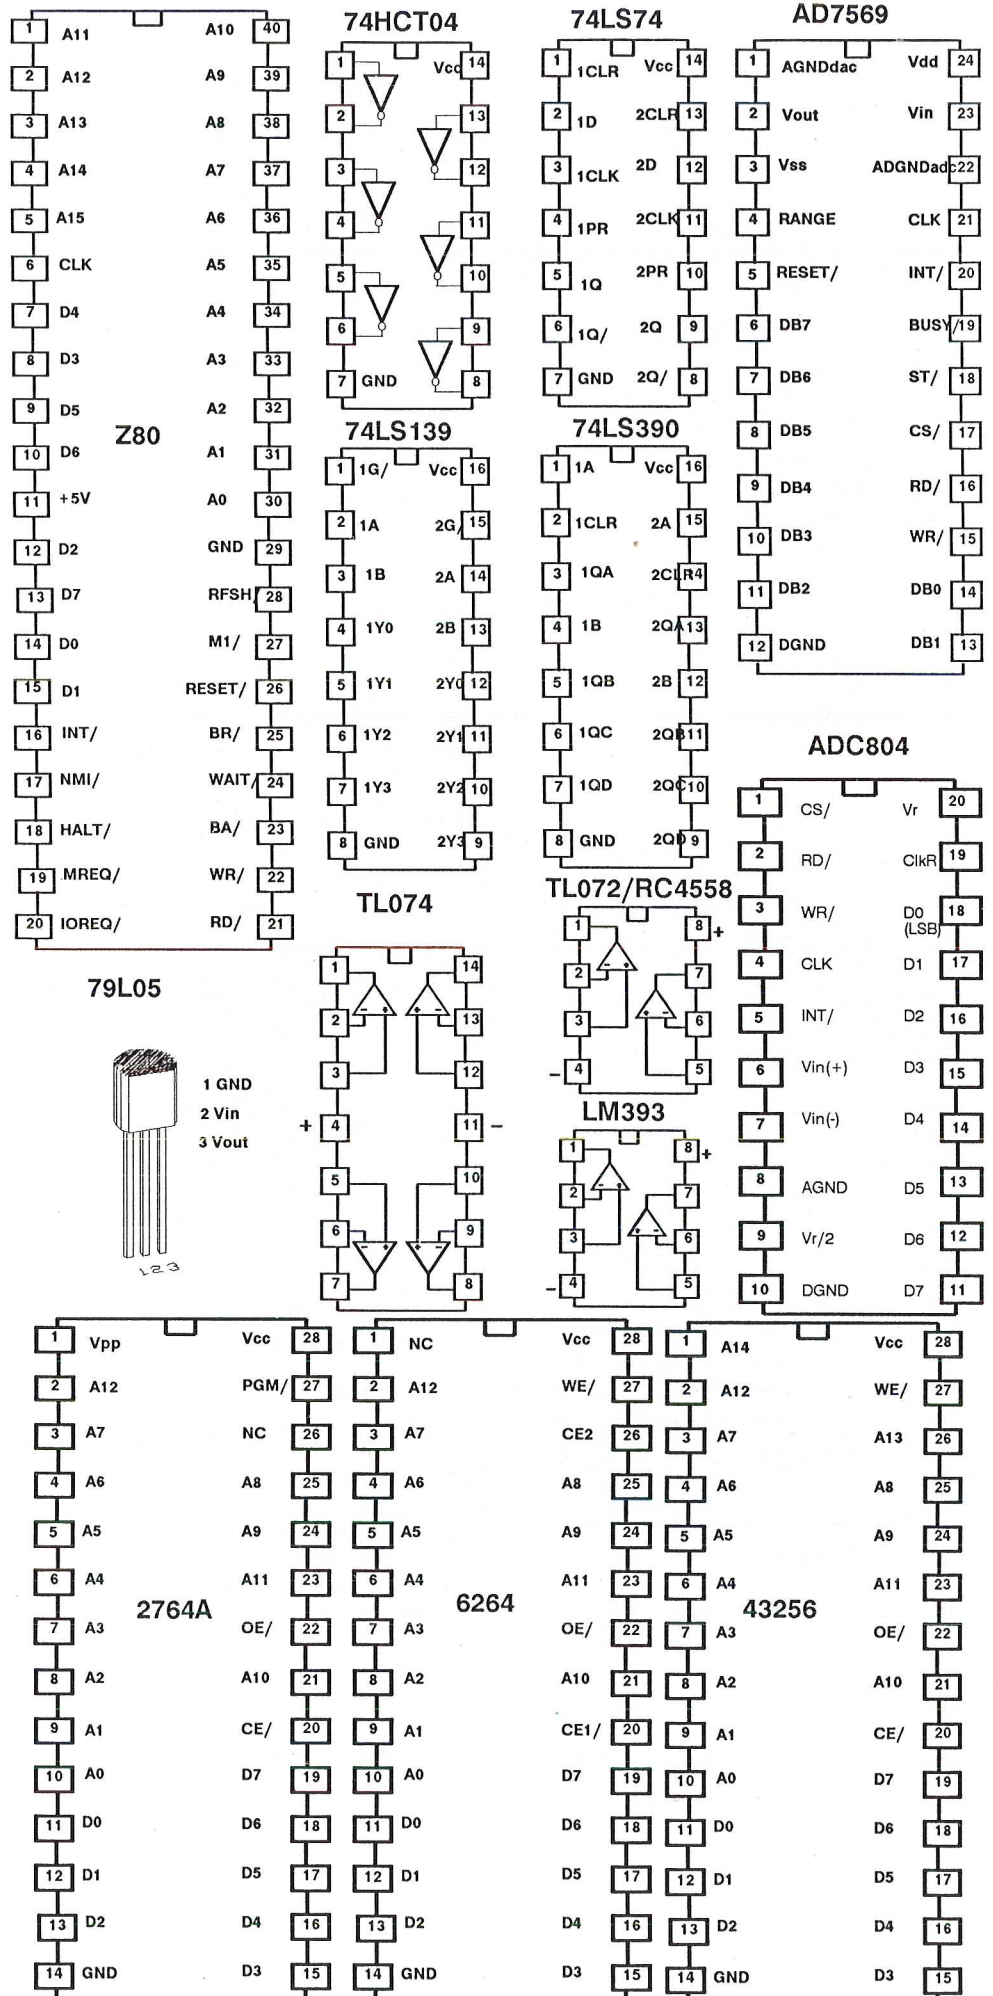 1 A11 A10 40
2 A12 A9 39
3 A13 A8 38
4 A14 A7 37
5 A15 A6 36
6 CLK A5 35
7 D4 A4 34
8 D3 A3 33
9 D5 A2 32
Z80
10 D6 A1 31
11 +5V A0 30
12 D2 GND 29
13 D7 RFSH/ 28
14 D0 M1/ 27
15 D1 RESET/ 26
16 INT/ BR/ 25
17 NMI/ WAIT/ 24
18 HALT/ BA/ 23
19 MREQ/ WR/ 22
20 IOREQ/ RD/ 21
74HCT04
1 Vcc 14
2 13
3 12
4 11
5 10
6 9
7 GND 8
74LS74
1 1CLR Vcc 14
2 1D 2CLR 13
3 1CLK 2D 12
4 1PR 2CLK 11
5 1Q 2PR 10
6 1Q/ 2Q 9
7 GND 2Q/ 8
AD7569
1 AGNDdac Vdd 24
2 Vout Vin 23
3 Vss ADGNDadc 22
4 RANGE CLK 21
5 RESET/ INT/ 20
6 DB7 BUSY/ 19
7 DB6 ST/ 18
8 DB5 CS/ 17
9 DB4 RD/ 16
10 DB3 WR/ 15
11 DB2 DB0 14
12 DGND DB1 13
74LS139
1 1G/ Vcc 16
2 1A 2G/ 15
3 1B 2A 14
4 1Y0 2B 13
5 1Y1 2Y0 12
6 1Y2 2Y1 11
7 1Y3 2Y2 10
8 GND 2Y3 9
74LS390
1 1A Vcc 16
2 1CLR 2A 15
3 1QA 2CLR 14
4 1B 2QA 13
5 1QB 2B 12
6 1QC 2QB 11
7 1QD 2QC 10
8 GND 2QD 9
ADC804
1 CS/ Vr 20
2 RD/ ClkR 19
3 WR/ D0 18
(LSB)
4 CLK D1 17
5 INT/ D2 16
6 Vin(+) D3 15
7 Vin(-) D4 14
8 AGND D5 13
9 Vr/2 D6 12
10 DGND D7 11
79L05
1 GND
2 Vin
3 Vout
1 2 3
TL074
1 14
2 - + + - 13
3 12
+ 4 11 -
5 10
6 - + + - 9
7 8
TL072/RC4558
1 8 +
2 - + 7
3 + - 6
- 4 5
LM393
1 8 +
2 - + 7
3 + - 6
- 4 5
1 Vpp Vcc 28
2 A12 PGM/ 27
3 A7 NC 26
4 A6 A8 25
5 A5 A9 24
6 A4 A11 23
2764A
7 A3 OE/ 22
8 A2 A10 21
9 A1 CE/ 20
10 A0 D7 19
11 D0 D6 18
12 D1 D5 17
13 D2 D4 16
14 GND D3 15
1 NC Vcc 28
2 A12 WE/ 27
3 A7 CE2 26
4 A6 A8 25
5 A5 A9 24
6 A4 A11 23
6264
7 A3 OE/ 22
8 A2 A10 21
9 A1 CE1/ 20
10 A0 D7 19
11 D0 D6 18
12 D1 D5 17
13 D2 D4 16
14 GND D3 15
1 A14 Vcc 28
2 A12 WE/ 27
3 A7 A13 26
4 A6 A8 25
5 A5 A9 24
6 A4 A11 23
43256
7 A3 OE/ 22
8 A2 A10 21
9 A1 CE/ 20
10 A0 D7 19
11 D0 D6 18
12 D1 D5 17
13 D2 D4 16
14 GND D3 15